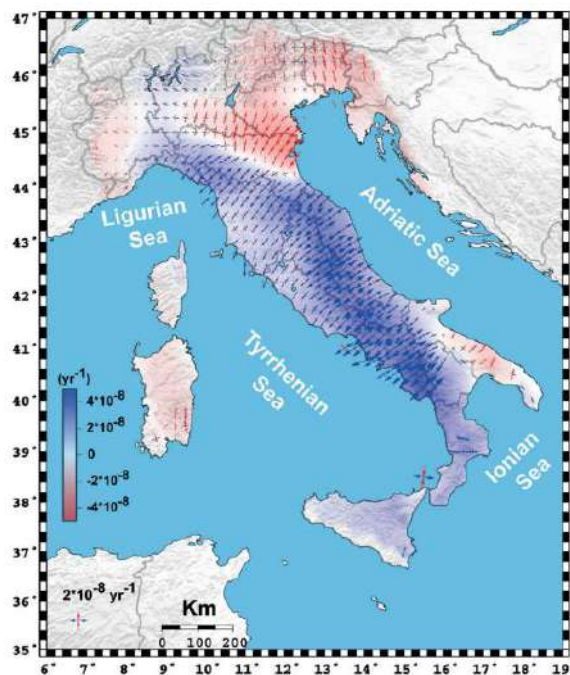 47°
46°
45°
44°
43°
42°
41°
40°
39°
38°
37°
36°
35°
Ligurian
Sea
Adriatic Sea
Tyrrhenian
Sea
Ionian
Sea
(yr⁻¹)
4*10⁻⁸
2*10⁻⁸
0
-2*10⁻⁸
-4*10⁻⁸
2*10⁻⁸ yr⁻¹
Km
0 100 200
6° 7° 8° 9° 10° 11° 12° 13° 14° 15° 16° 17° 18° 19°